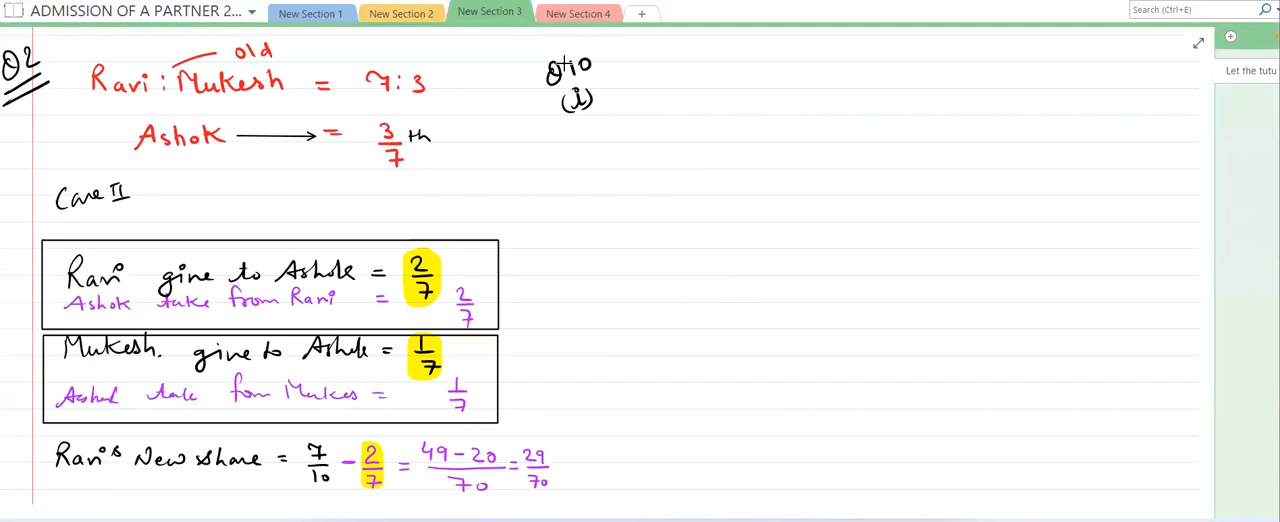 ADMISSION OF A PARTNER 2...
New Section 1
New Section 2
New Section 3
New Section 4
+
Search (Ctrl+E)
Let the tutu
Q2
old
Ravi : Mukesh = 7 : 3
Ashok = 3/7 th
Case II
Ravi give to Ashok = 2/7
Ashok take from Ravi = 2/7
Mukesh. give to Ashok = 1/7
Ashok take from Mukes = 1/7
Ravi's New share = 7/10 - 2/7 = 49-20/70 = 29/70
Q10
(i)